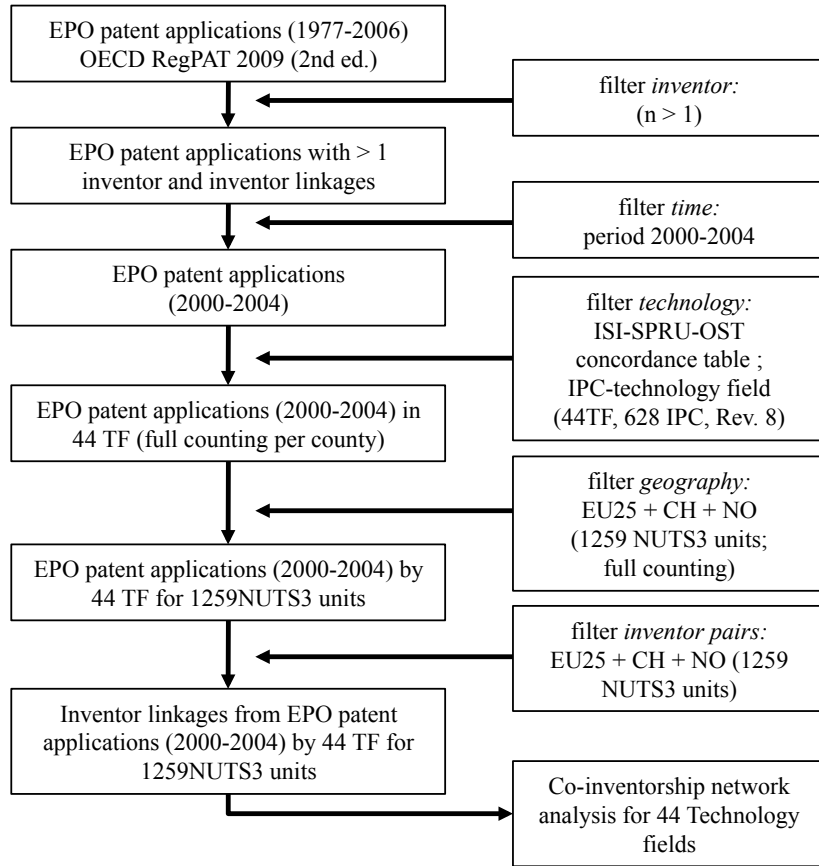 EPO patent applications (1977-2006)
OECD RegPAT 2009 (2nd ed.)
filter inventor:
(n > 1)
EPO patent applications with > 1
inventor and inventor linkages
filter time:
period 2000-2004
EPO patent applications
(2000-2004)
filter technology:
ISI-SPRU-OST
concordance table ;
IPC-technology field
(44TF, 628 IPC, Rev. 8)
EPO patent applications (2000-2004) in
44 TF (full counting per county)
filter geography:
EU25 + CH + NO
(1259 NUTS3 units;
full counting)
EPO patent applications (2000-2004) by
44 TF for 1259NUTS3 units
filter inventor pairs:
EU25 + CH + NO (1259
NUTS3 units)
Inventor linkages from EPO patent
applications (2000-2004) by 44 TF for
1259NUTS3 units
Co-inventorship network
analysis for 44 Technology
fields